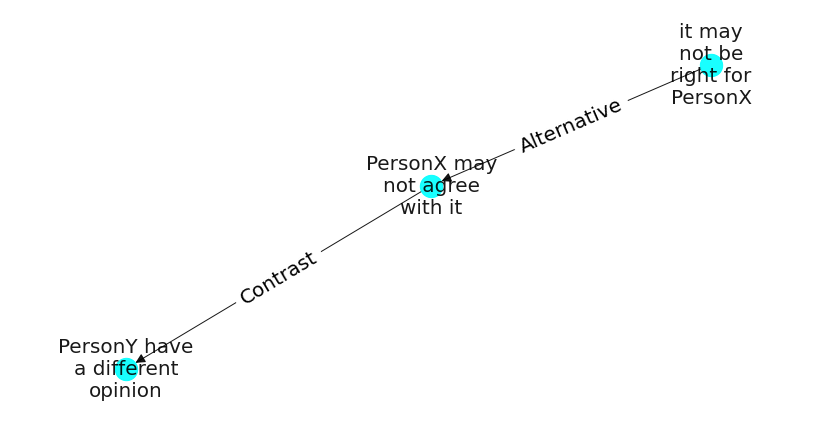 it may
not be
right for
PersonX
Alternative
PersonX may
not agree
with it
Contrast
PersonY have
a different
opinion